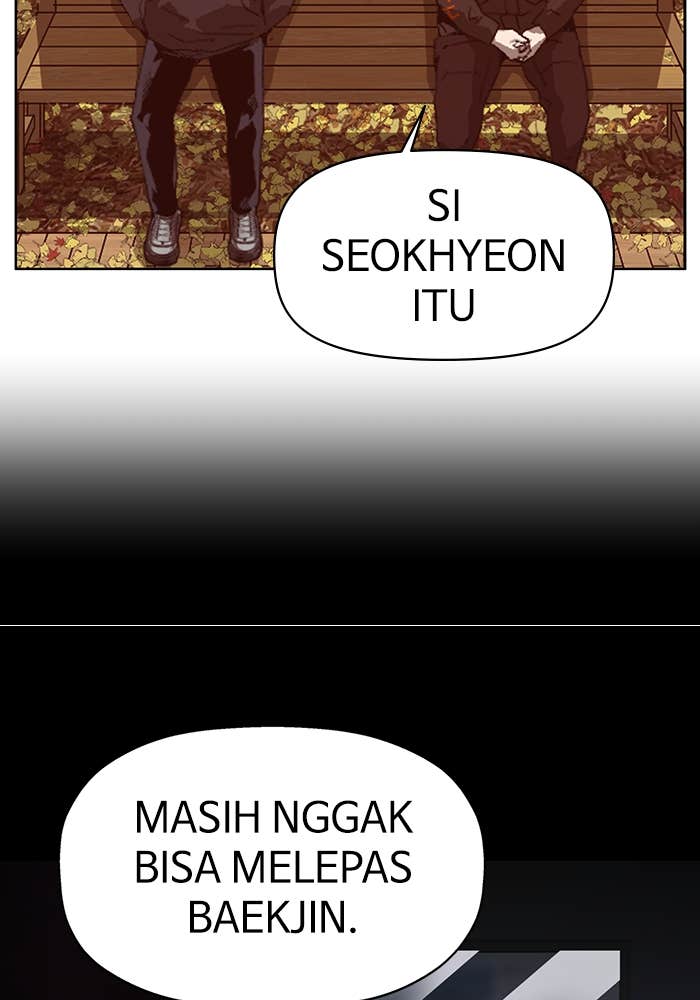 SI
SEOKHYEON
ITU
MASIH NGGAK
BISA MELEPAS
BAEKJIN.